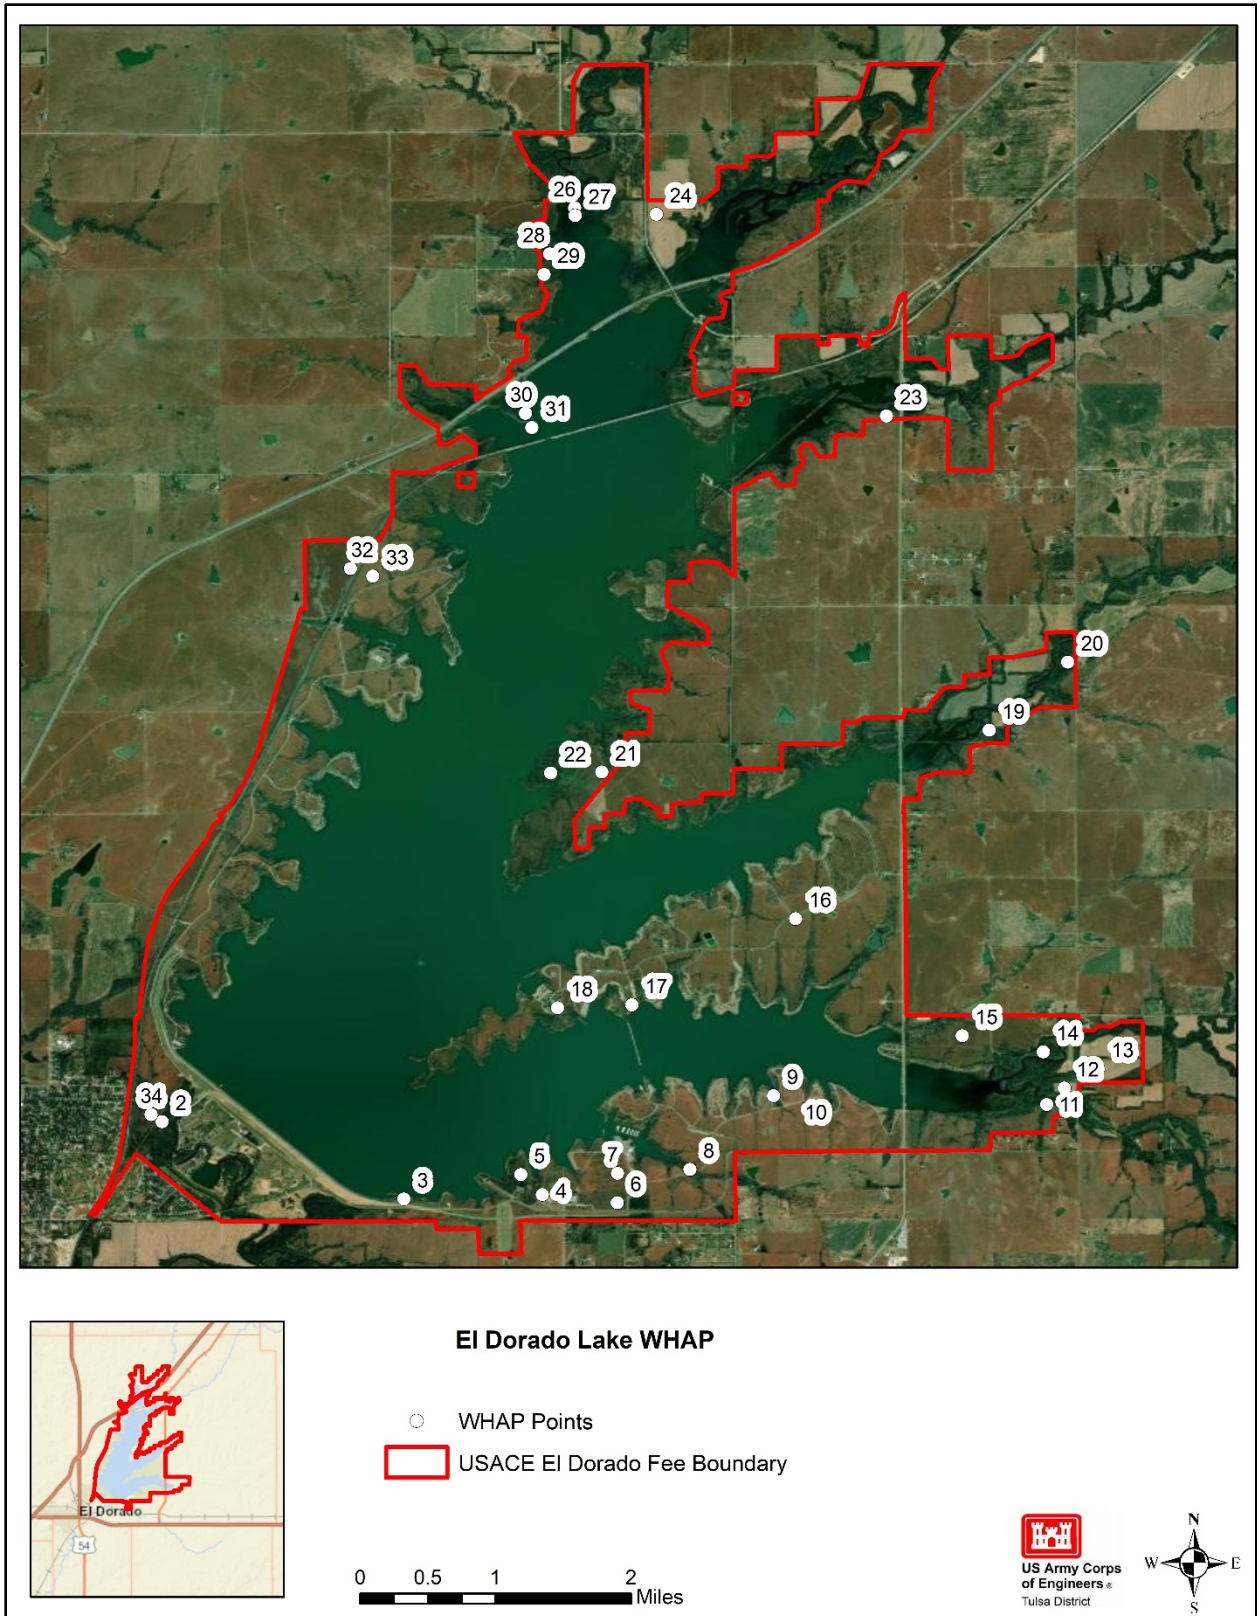 26
27
24
28
29
30
31
23
32
33
20
19
22
21
16
18
17
15
14
13
12
9
11
10
34
2
5
7
8
3
4
6
El Dorado Lake WHAP
WHAP Points
USACE El Dorado Fee Boundary
El Dorado
54
0 0.5 1 2
Miles
US Army Corps
of Engineers ®
Tulsa District
N
W E
S